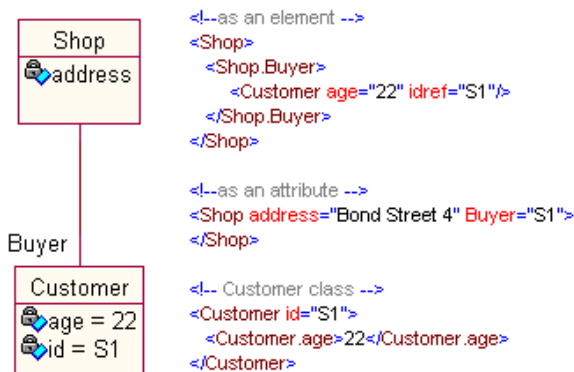 Shop
address
Buyer
Customer
age = 22
id = S1
<!--as an element -->
<Shop>
<Shop.Buyer>
<Customer age="22" idref="S1"/>
</Shop.Buyer>
</Shop>
<!--as an attribute -->
<Shop address="Bond Street 4" Buyer="S1">
</Shop>
<!-- Customer class -->
<Customer id="S1">
<Customer.age>22</Customer.age>
</Customer>